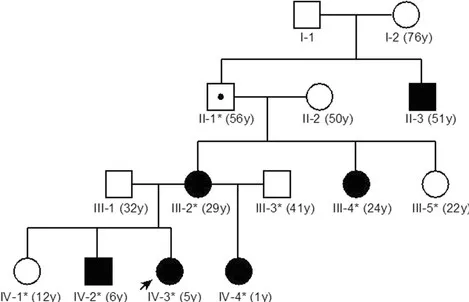 I-1 I-2 (76y)
II-1* (56y) II-2 (50y) II-3 (51y)
III-1 (32y) III-2* (29y) III-3* (41y) III-4* (24y) III-5* (22y)
IV-1* (12y) IV-2* (6y) IV-3* (5y) IV-4* (1y)